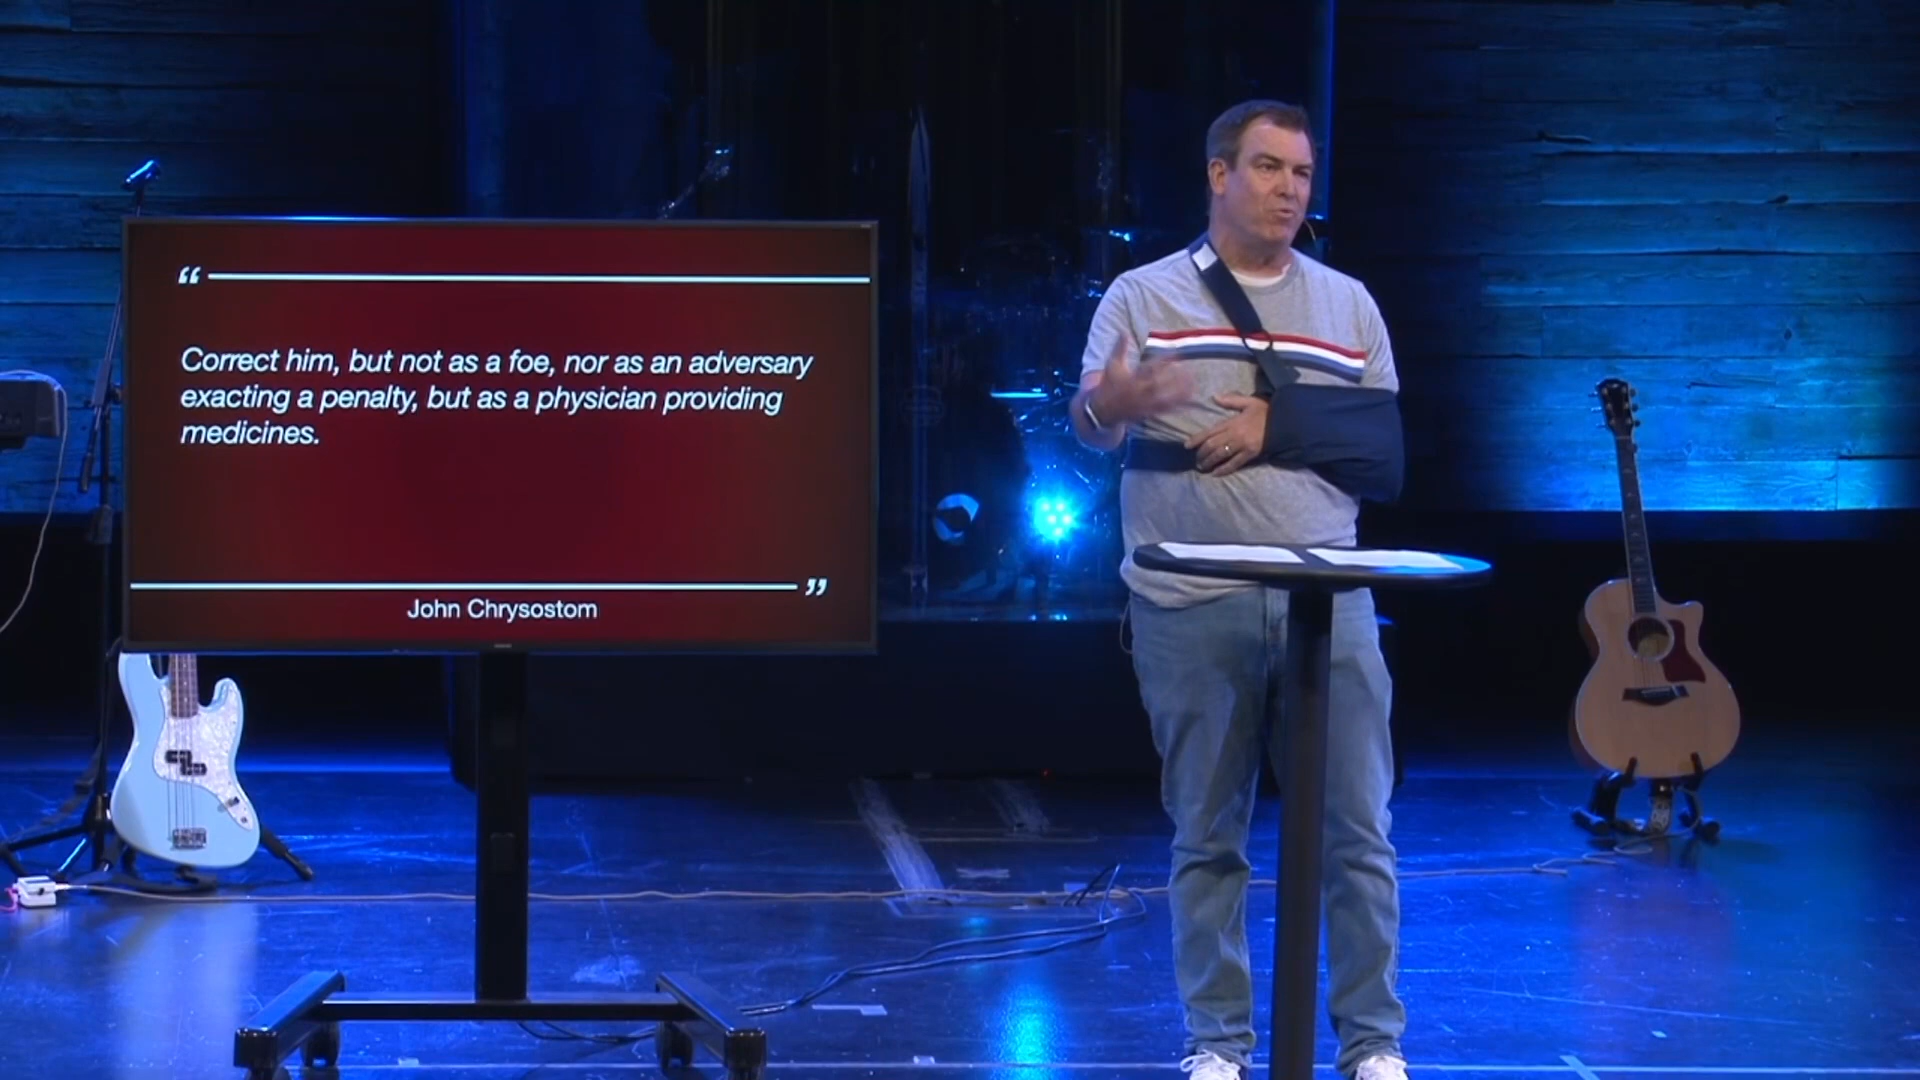 “
Correct him, but not as a foe, nor as an adversary
exacting a penalty, but as a physician providing
medicines.
”
John Chrysostom